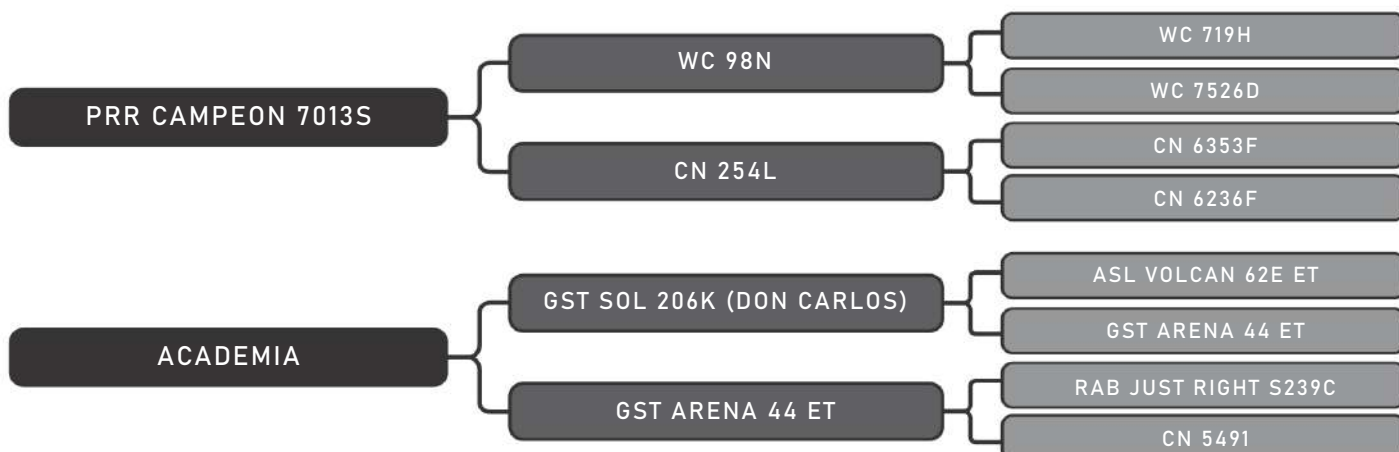 PRR CAMPEON 7013S
WC 98N
CN 254L
WC 719H
WC 7526D
CN 6353F
CN 6236F
ACADEMIA
GST SOL 206K (DON CARLOS)
GST ARENA 44 ET
ASL VOLCAN 62E ET
GST ARENA 44 ET
RAB JUST RIGHT S239C
CN 5491